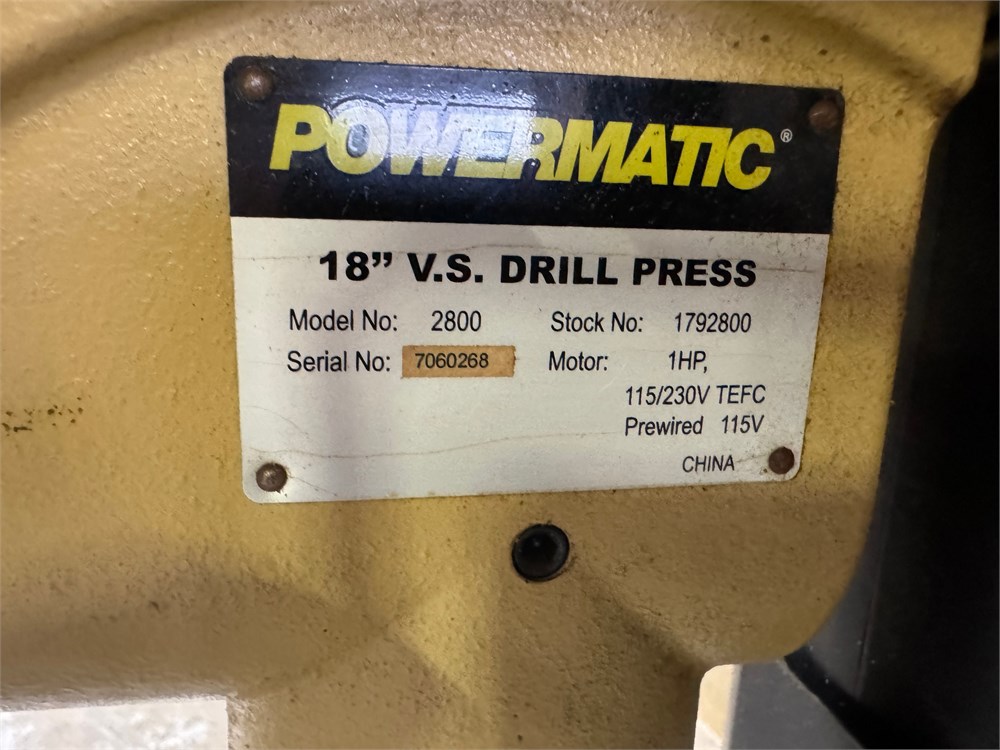 POWERMATIC®
18” V.S. DRILL PRESS
Model No: 2800 Stock No: 1792800
Serial No: 7060268 Motor: 1HP,
115/230V TEFC
Prewired 115V
CHINA